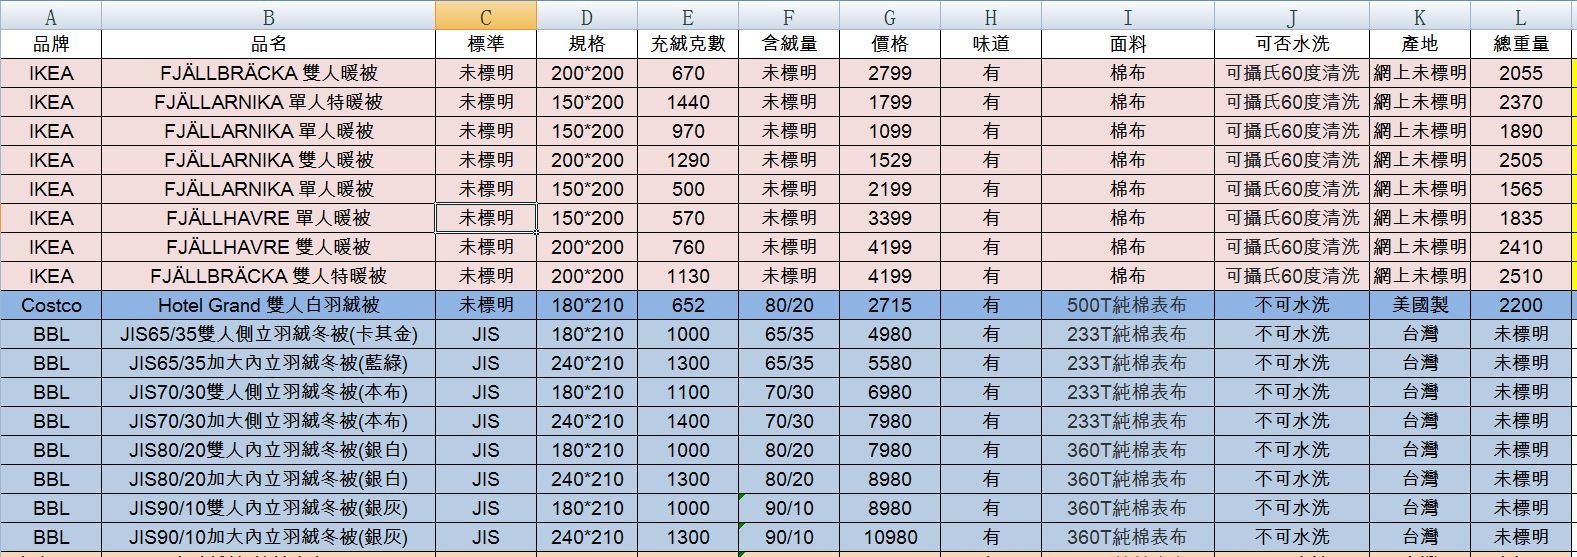 A B C D E F G H I J K L
品牌 品名 標準 規格 充絨克數 含絨量 價格 味道 面料 可否水洗 產地 總重量
IKEA FJÄLLBRÄCKA 雙人暖被 未標明 200*200 670 未標明 2799 有 棉布 可攝氏60度清洗 網上未標明 2055
IKEA FJÄLLARNIKA 單人特暖被 未標明 150*200 1440 未標明 1799 有 棉布 可攝氏60度清洗 網上未標明 2370
IKEA FJÄLLARNIKA 單人暖被 未標明 150*200 970 未標明 1099 有 棉布 可攝氏60度清洗 網上未標明 1890
IKEA FJÄLLARNIKA 雙人暖被 未標明 200*200 1290 未標明 1529 有 棉布 可攝氏60度清洗 網上未標明 2505
IKEA FJÄLLARNIKA 單人暖被 未標明 150*200 500 未標明 2199 有 棉布 可攝氏60度清洗 網上未標明 1565
IKEA FJÄLLHAVRE 單人暖被 未標明 150*200 570 未標明 3399 有 棉布 可攝氏60度清洗 網上未標明 1835
IKEA FJÄLLHAVRE 雙人暖被 未標明 200*200 760 未標明 4199 有 棉布 可攝氏60度清洗 網上未標明 2410
IKEA FJÄLLBRÄCKA 雙人特暖被 未標明 200*200 1130 未標明 4199 有 棉布 可攝氏60度清洗 網上未標明 2510
Costco Hotel Grand 雙人白羽絨被 未標明 180*210 652 80/20 2715 有 500T純棉表布 不可水洗 美國製 2200
BBL JIS65/35雙人側立羽絨冬被(卡其金) JIS 180*210 1000 65/35 4980 有 233T純棉表布 不可水洗 台灣 未標明
BBL JIS65/35加大內立羽絨冬被(藍綠) JIS 240*210 1300 65/35 5580 有 233T純棉表布 不可水洗 台灣 未標明
BBL JIS70/30雙人側立羽絨冬被(本布) JIS 180*210 1100 70/30 6980 有 233T純棉表布 不可水洗 台灣 未標明
BBL JIS70/30加大側立羽絨冬被(本布) JIS 240*210 1400 70/30 7980 有 233T純棉表布 不可水洗 台灣 未標明
BBL JIS80/20雙人內立羽絨冬被(銀白) JIS 180*210 1000 80/20 7980 有 360T純棉表布 不可水洗 台灣 未標明
BBL JIS80/20加大內立羽絨冬被(銀白) JIS 240*210 1300 80/20 8980 有 360T純棉表布 不可水洗 台灣 未標明
BBL JIS90/10雙人內立羽絨冬被(銀灰) JIS 180*210 1000 90/10 8980 有 360T純棉表布 不可水洗 台灣 未標明
BBL JIS90/10加大內立羽絨冬被(銀灰) JIS 240*210 1300 90/10 10980 有 360T純棉表布 不可水洗 台灣 未標明